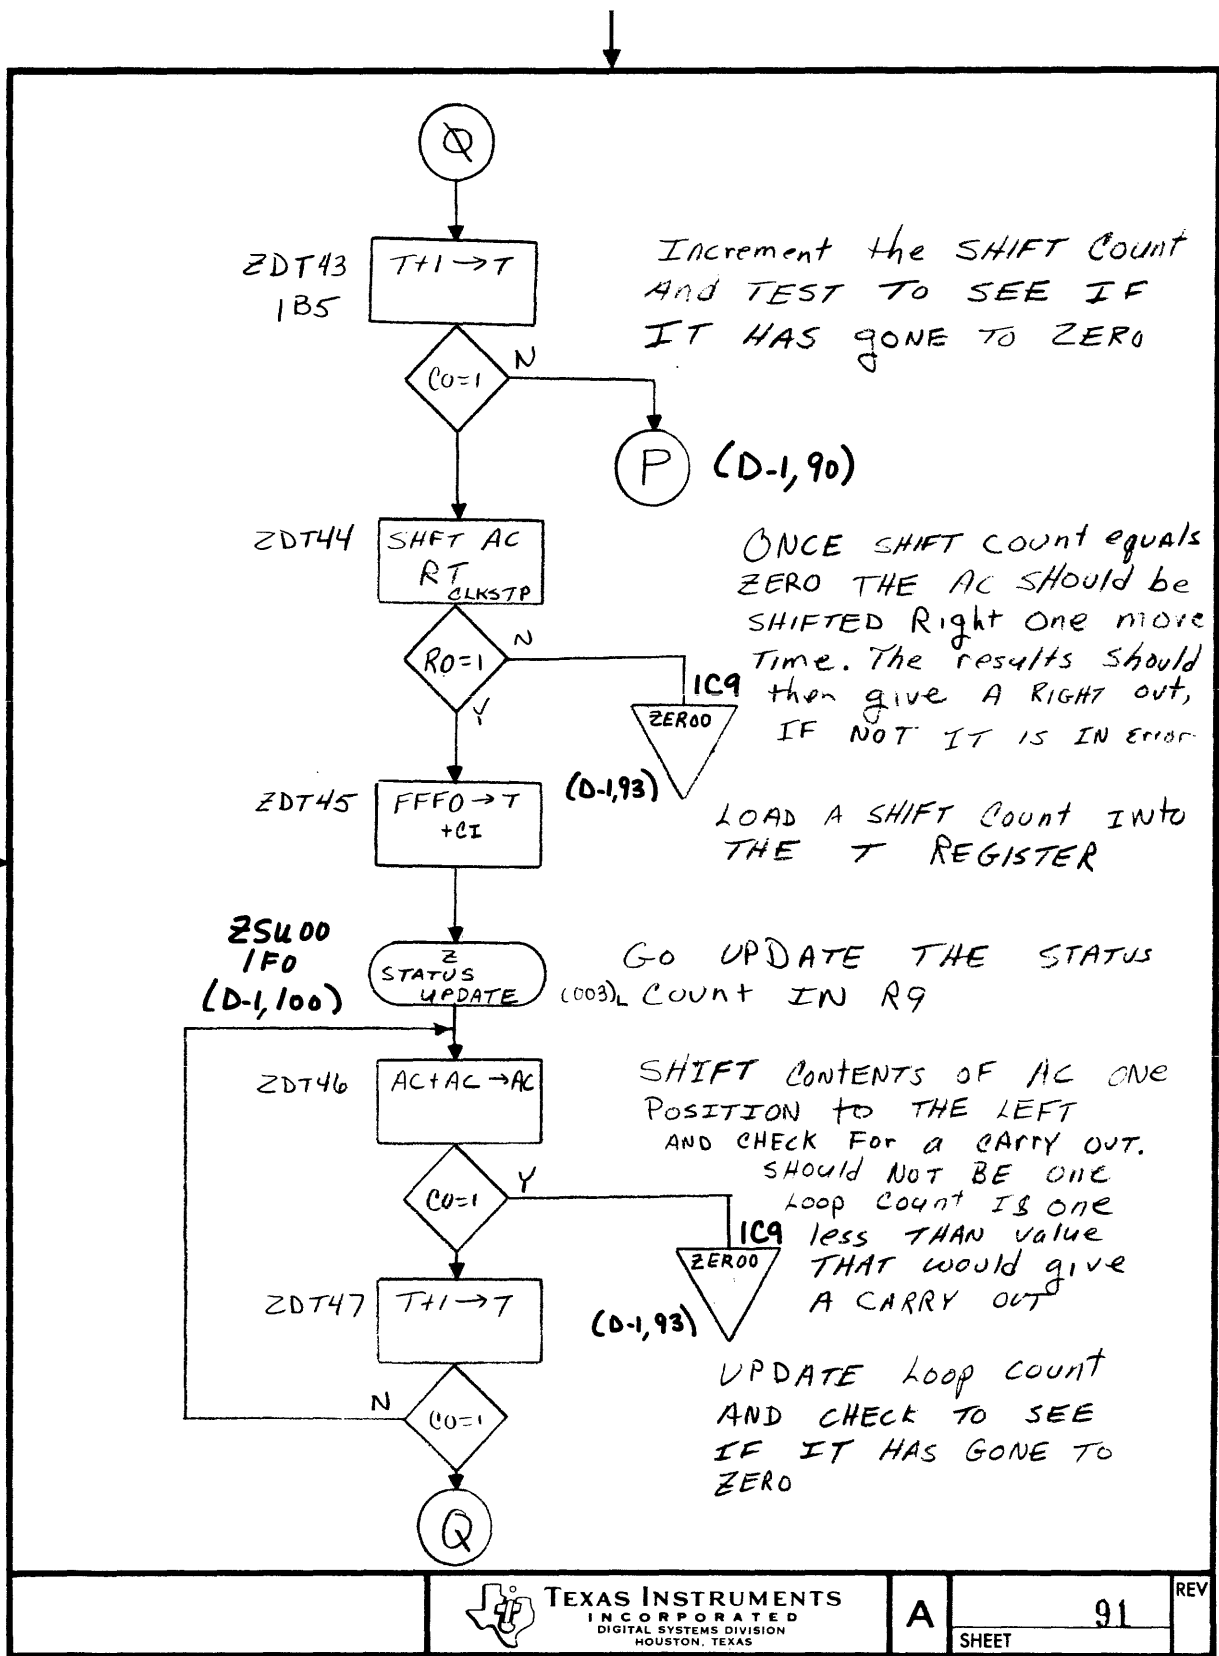 Ø
ZDT43
1B5
T+1→T
Increment the SHIFT Count
And TEST TO SEE IF
IT HAS gONE TO ZERO
CO=1
N
P
(D-1,90)
ZDT44
SHFT AC
RT
CLKSTP
ONCE SHIFT count equals
ZERO THE AC SHould be
SHIFTED Right One more
Time. The results should
then give A RIGHT out,
IF NOT IT IS IN Error
RO=1
N
Y
1C9
ZER00
(D-1,93)
ZDT45
FFF0→T
+CI
LOAD A SHIFT Count INto
THE T REGISTER
ZSU00
1F0
(D-1,100)
Z
STATUS
UPDATE
GO UPDATE THE STATUS
(003)L Count IN R9
ZDT46
AC+AC→AC
SHIFT CONTENTS OF AC ONE
POSITION to THE LEFT
AND CHECK For a CArry OUT.
SHould NOT BE one
Loop Count IS one
less THAN value
THAT would give
A CARRY OUT
CO=1
Y
1C9
ZER00
(D-1,93)
ZDT47
T+1→T
UPDATE Loop count
AND CHECK TO SEE
IF IT HAS GONE TO
ZERO
N
CO=1
Q
TEXAS INSTRUMENTS
INCORPORATED
DIGITAL SYSTEMS DIVISION
HOUSTON, TEXAS
A
SHEET 91
REV